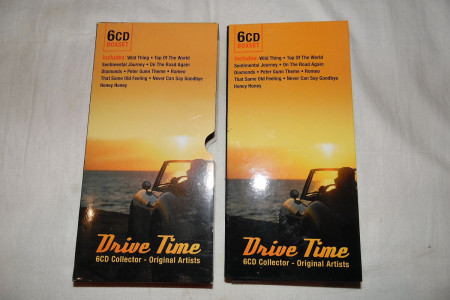 6CD
BOXSET
Includes: Wild Thing • Top Of The World
Sentimental Journey • On The Road Again
Diamonds • Peter Gunn Theme • Romeo
That Same Old Feeling • Never Can Say Goodbye
Honey Honey
Drive Time
6CD Collector - Original Artists
6CD
BOXSET
Includes: Wild Thing • Top Of The World
Sentimental Journey • On The Road Again
Diamonds • Peter Gunn Theme • Romeo
That Same Old Feeling • Never Can Say Goodbye
Honey Honey
Drive Time
6CD Collector - Original Artists